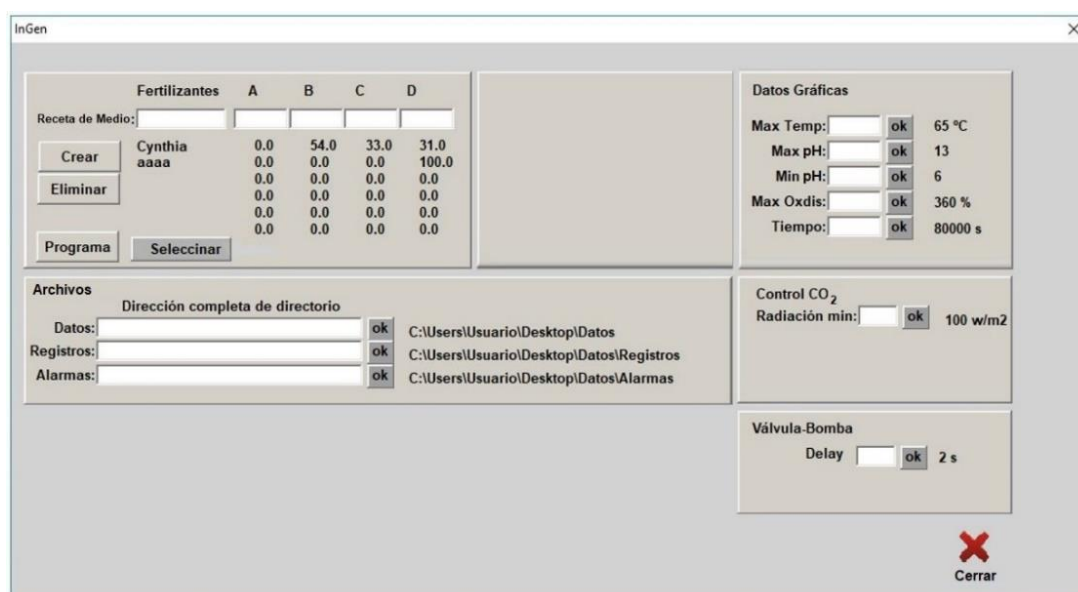 InGen
Fertilizantes A B C D
Receta de Medio:
Crear
Eliminar
Programa
Seleccinar
Cynthia 0.0 54.0 33.0 31.0
aaaa 0.0 0.0 0.0 100.0
0.0 0.0 0.0 0.0
0.0 0.0 0.0 0.0
0.0 0.0 0.0 0.0
0.0 0.0 0.0 0.0
Datos Gráficas
Max Temp: ok 65 ºC
Max pH: ok 13
Min pH: ok 6
Max Oxdis: ok 360 %
Tiempo: ok 80000 s
Archivos
Dirección completa de directorio
Datos: ok C:\Users\Usuario\Desktop\Datos
Registros: ok C:\Users\Usuario\Desktop\Datos\Registros
Alarmas: ok C:\Users\Usuario\Desktop\Datos\Alarmas
Control CO2
Radiación min: ok 100 w/m2
Válvula-Bomba
Delay ok 2 s
Cerrar